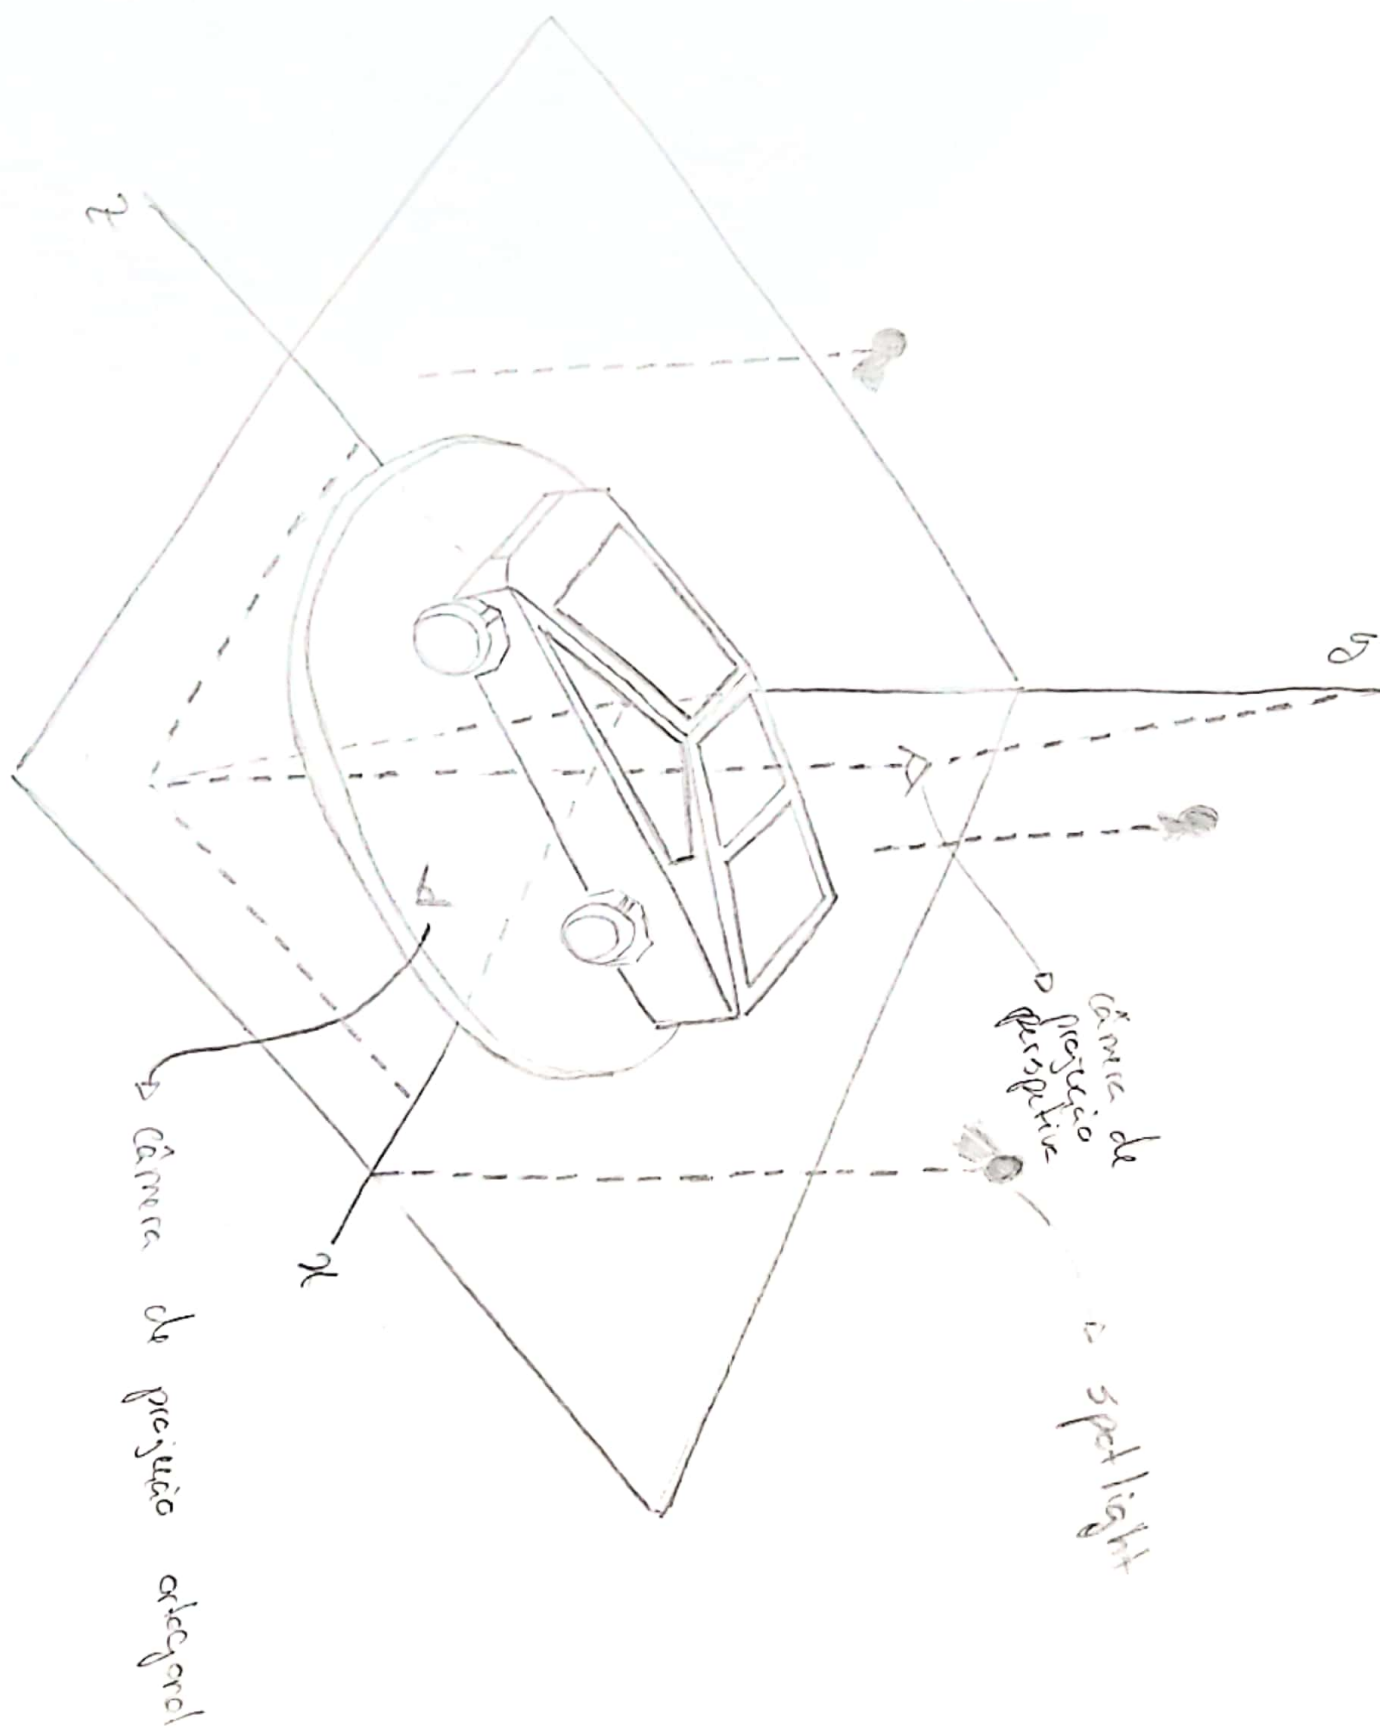 y
z
câmera de
projeção
perspetiva
x
spotlight
câmera de projeção ortogonal